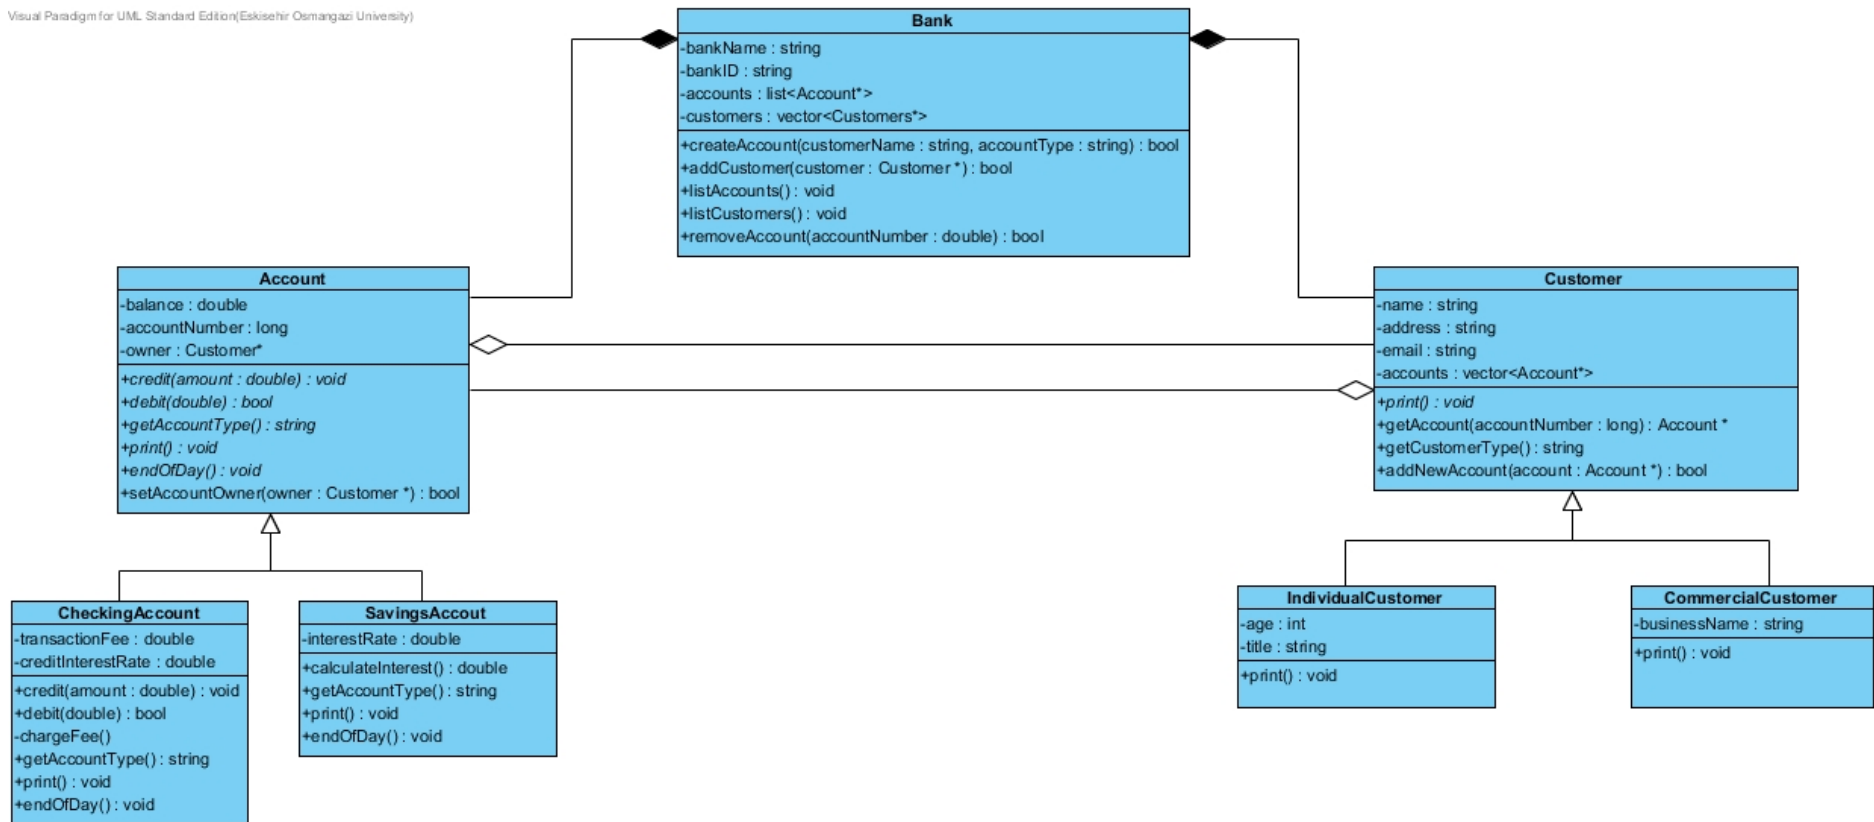 Visual Paradigm for UML Standard Edition(Eskisehir Osmangazi University)
Bank
-bankName : string
-bankID : string
-accounts : list<Account*>
-customers : vector<Customers*>
+createAccount(customerName : string, accountType : string) : bool
+addCustomer(customer : Customer *) : bool
+listAccounts() : void
+listCustomers() : void
+removeAccount(accountNumber : double) : bool
Account
-balance : double
-accountNumber : long
-owner : Customer*
+credit(amount : double) : void
+debit(double) : bool
+getAccountType() : string
+print() : void
+endOfDay() : void
+setAccountOwner(owner : Customer *) : bool
Customer
-name : string
-address : string
-email : string
-accounts : vector<Account*>
+print() : void
+getAccount(accountNumber : long) : Account *
+getCustomerType() : string
+addNewAccount(account : Account *) : bool
CheckingAccount
-transactionFee : double
-creditInterestRate : double
+credit(amount : double) : void
+debit(double) : bool
-chargeFee()
+getAccountType() : string
+print() : void
+endOfDay() : void
SavingsAccout
-interestRate : double
+calculateInterest() : double
+getAccountType() : string
+print() : void
+endOfDay() : void
IndividualCustomer
-age : int
-title : string
+print() : void
CommercialCustomer
-businessName : string
+print() : void